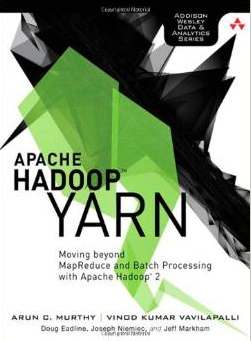 ADDISON
WESLEY
DATA &
ANALYTICS
SERIES
APACHE
HADOOP™
YARN
Moving beyond
MapReduce and Batch Processing
with Apache Hadoop™ 2
ARUN C. MURTHY | VINOD KUMAR VAVILAPALLI
Doug Eadline, Joseph Niemiec, and Jeff Markham